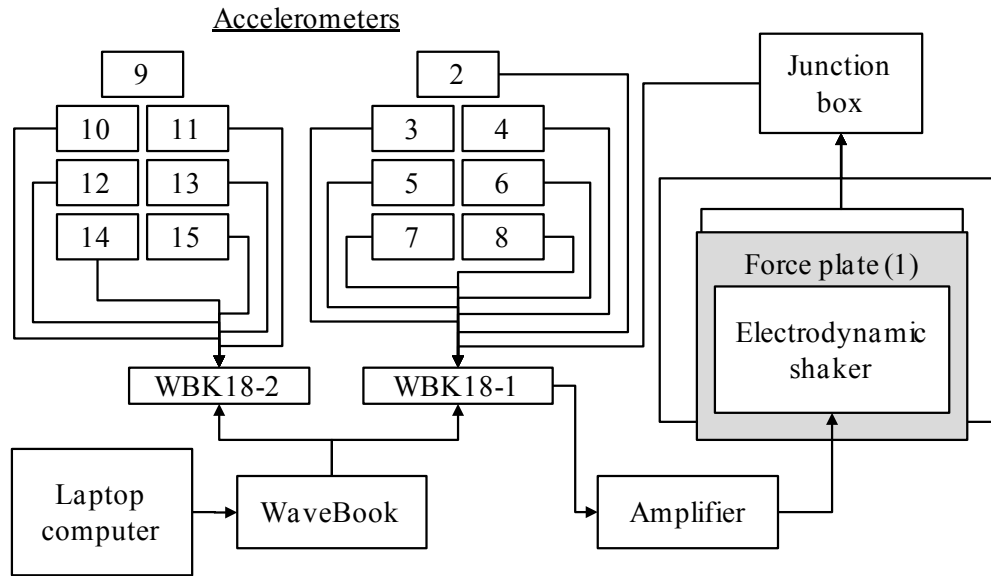 Accelerometers
9
2
Junction
box
10 11
3 4
12 13
5 6
14 15
7 8
Force plate (1)
Electrodynamic
shaker
WBK18-2
WBK18-1
Laptop
computer
WaveBook
Amplifier